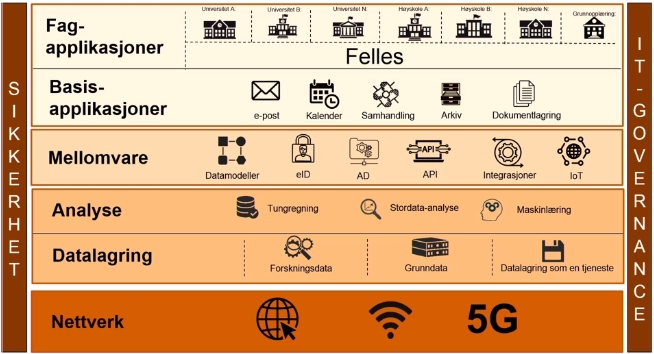 SIKKERHET
IT-GOVERNANCE
Fag-
applikasjoner
Universitet A: Universitet B: Universitet N: Høyskole A: Høyskole B: Høyskole N: Grunnopplæring:
Felles
Basis-
applikasjoner
e-post Kalender Samhandling Arkiv Dokumentlagring
Mellomvare
API
Datamodeller eID AD API Integrasjoner IoT
Analyse
Tungregning Stordata-analyse Maskinlæring
Datalagring
Forskningsdata Grunndata Datalagring som en tjeneste
Nettverk
5G